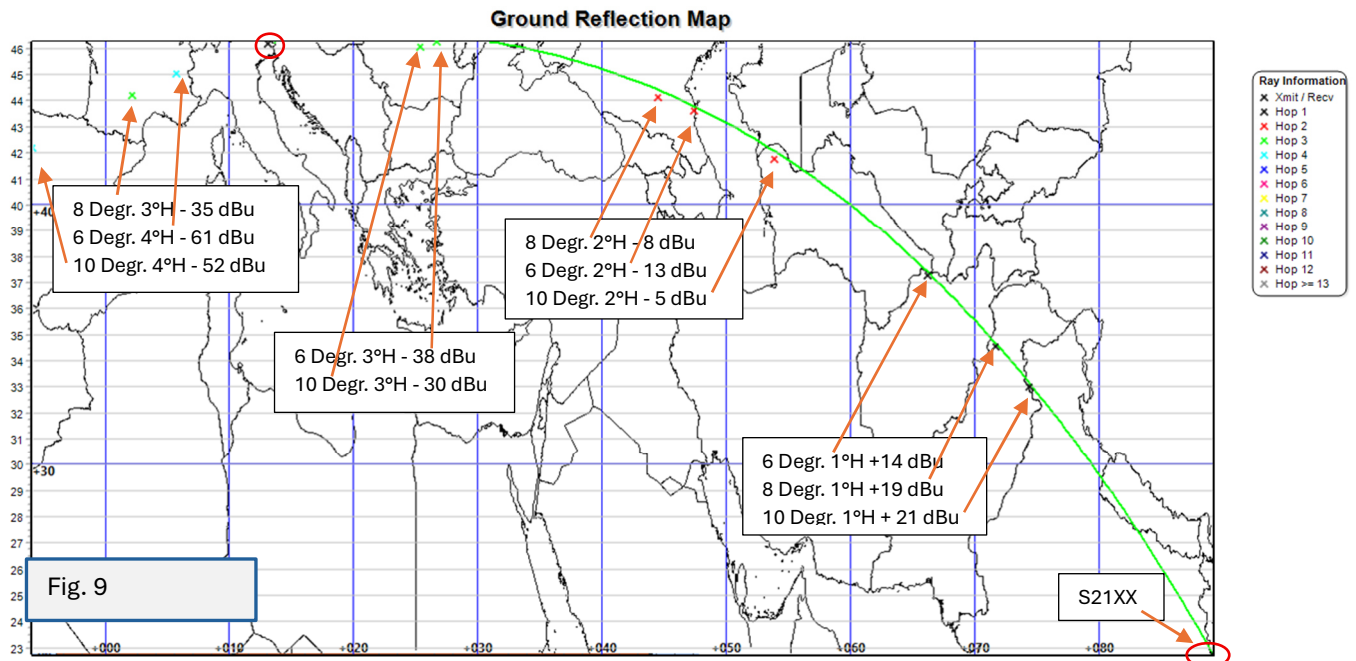 Ground Reflection Map
46
45
44
43
42
41
40
39
38
37
36
35
34
33
32
31
30
29
28
27
26
25
24
23
+40
+30
8 Degr. 3°H - 35 dBu
6 Degr. 4°H - 61 dBu
10 Degr. 4°H - 52 dBu
8 Degr. 2°H - 8 dBu
6 Degr. 2°H - 13 dBu
10 Degr. 2°H - 5 dBu
6 Degr. 3°H - 38 dBu
10 Degr. 3°H - 30 dBu
6 Degr. 1°H +14 dBu
8 Degr. 1°H +19 dBu
10 Degr. 1°H + 21 dBu
Fig. 9
S21XX
+000 +010 +020 +030 +040 +050 +060 +070 +080
Ray Information
Xmit / Recv
Hop 1
Hop 2
Hop 3
Hop 4
Hop 5
Hop 6
Hop 7
Hop 8
Hop 9
Hop 10
Hop 11
Hop 12
Hop >= 13